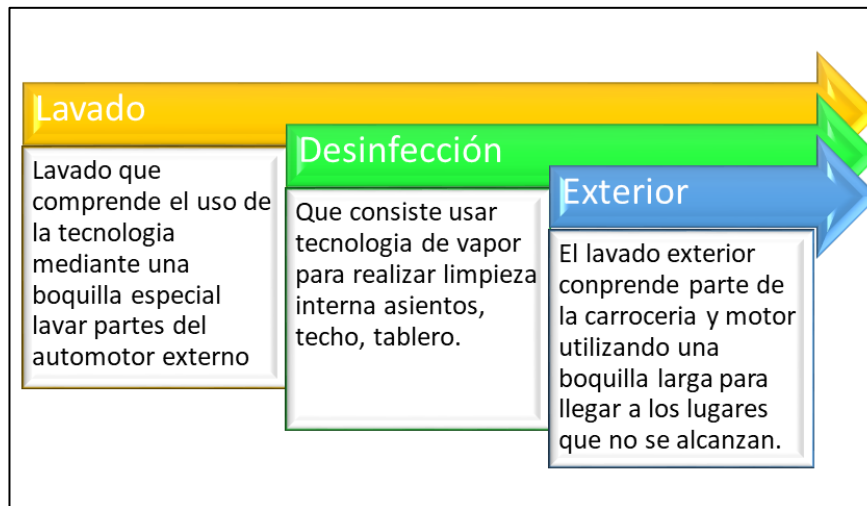 Lavado
Lavado que
comprende el uso de
la tecnologia
mediante una
boquilla especial
lavar partes del
automotor externo
Desinfección
Que consiste usar
tecnologia de vapor
para realizar limpieza
interna asientos,
techo, tablero.
Exterior
El lavado exterior
conprende parte de
la carroceria y motor
utilizando una
boquilla larga para
llegar a los lugares
que no se alcanzan.